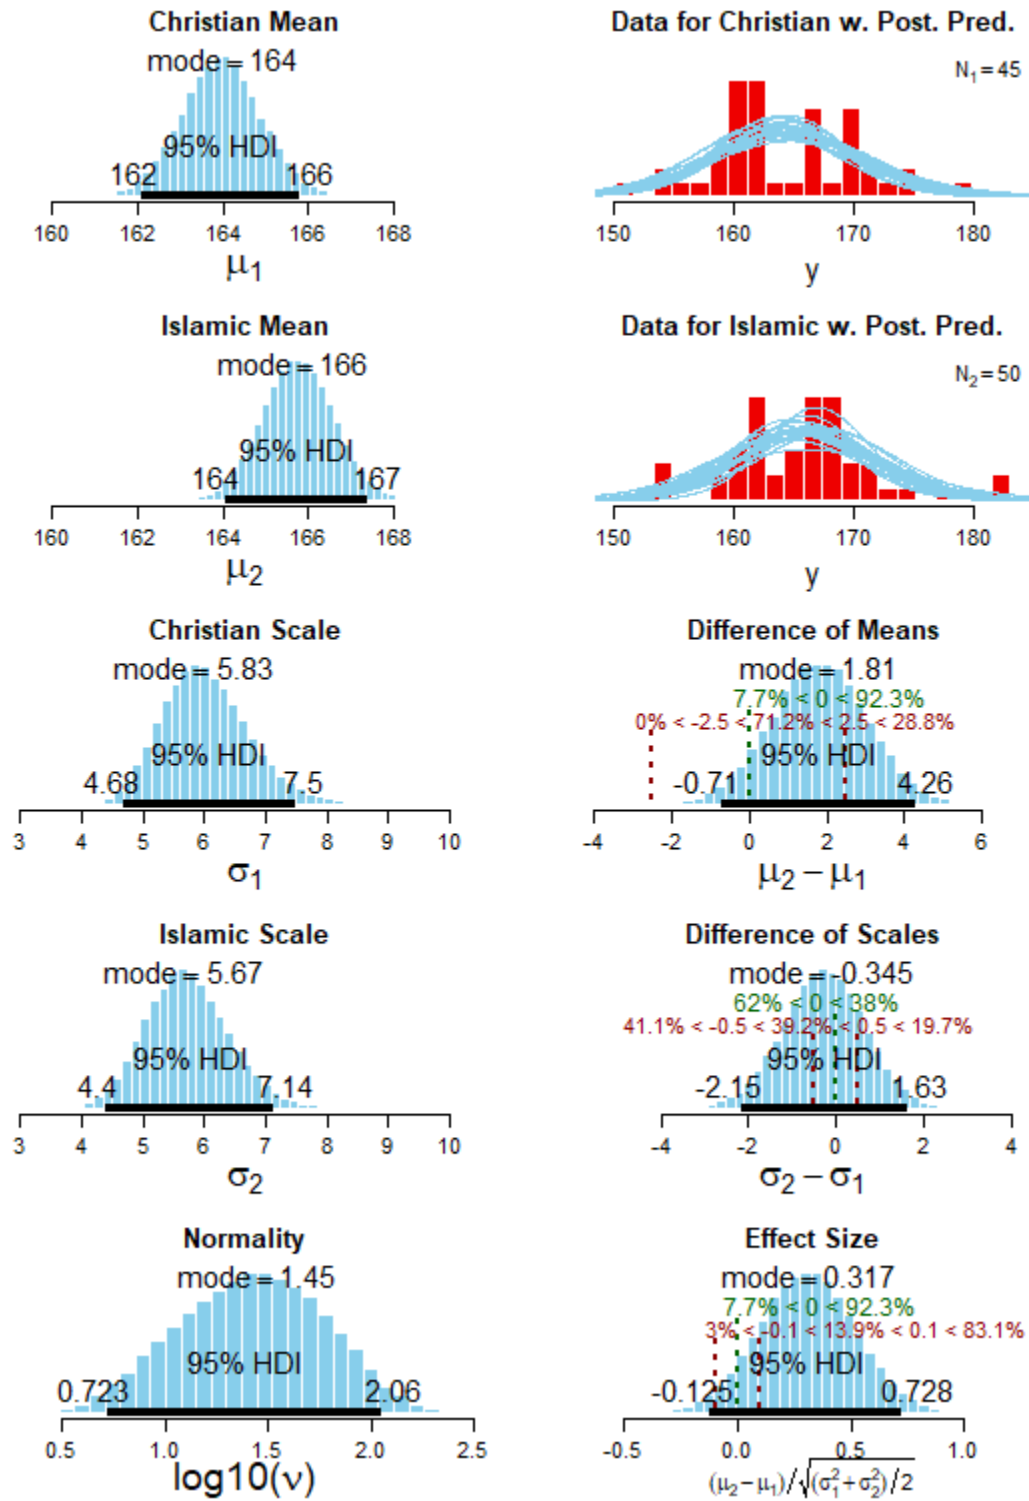 Christian Mean
mode = 164
95% HDI
162 166
160 162 164 166 168
μ1
Data for Christian w. Post. Pred.
N1 = 45
150 160 170 180
y
Islamic Mean
mode = 166
95% HDI
164 167
160 162 164 166 168
μ2
Data for Islamic w. Post. Pred.
N2 = 50
150 160 170 180
y
Christian Scale
mode = 5.83
95% HDI
4.68 7.5
3 4 5 6 7 8 9 10
σ1
Difference of Means
mode = 1.81
7.7% < 0 < 92.3%
0% < -2.5 < 71.2% < 2.5 < 28.8%
95% HDI
-0.71 4.26
-4 -2 0 2 4 6
μ2 − μ1
Islamic Scale
mode = 5.67
95% HDI
4.4 7.14
3 4 5 6 7 8 9 10
σ2
Difference of Scales
mode = -0.345
62% < 0 < 38%
41.1% < -0.5 < 39.2% < 0.5 < 19.7%
95% HDI
-2.15 1.63
-4 -2 0 2 4
σ2 − σ1
Normality
mode = 1.45
95% HDI
0.723 2.06
0.5 1.0 1.5 2.0 2.5
log10(ν)
Effect Size
mode = 0.317
7.7% < 0 < 92.3%
3% < -0.1 < 13.9% < 0.1 < 83.1%
95% HDI
-0.125 0.728
-0.5 0.0 0.5 1.0
(μ2 − μ1)/√(σ1² + σ2²)/2